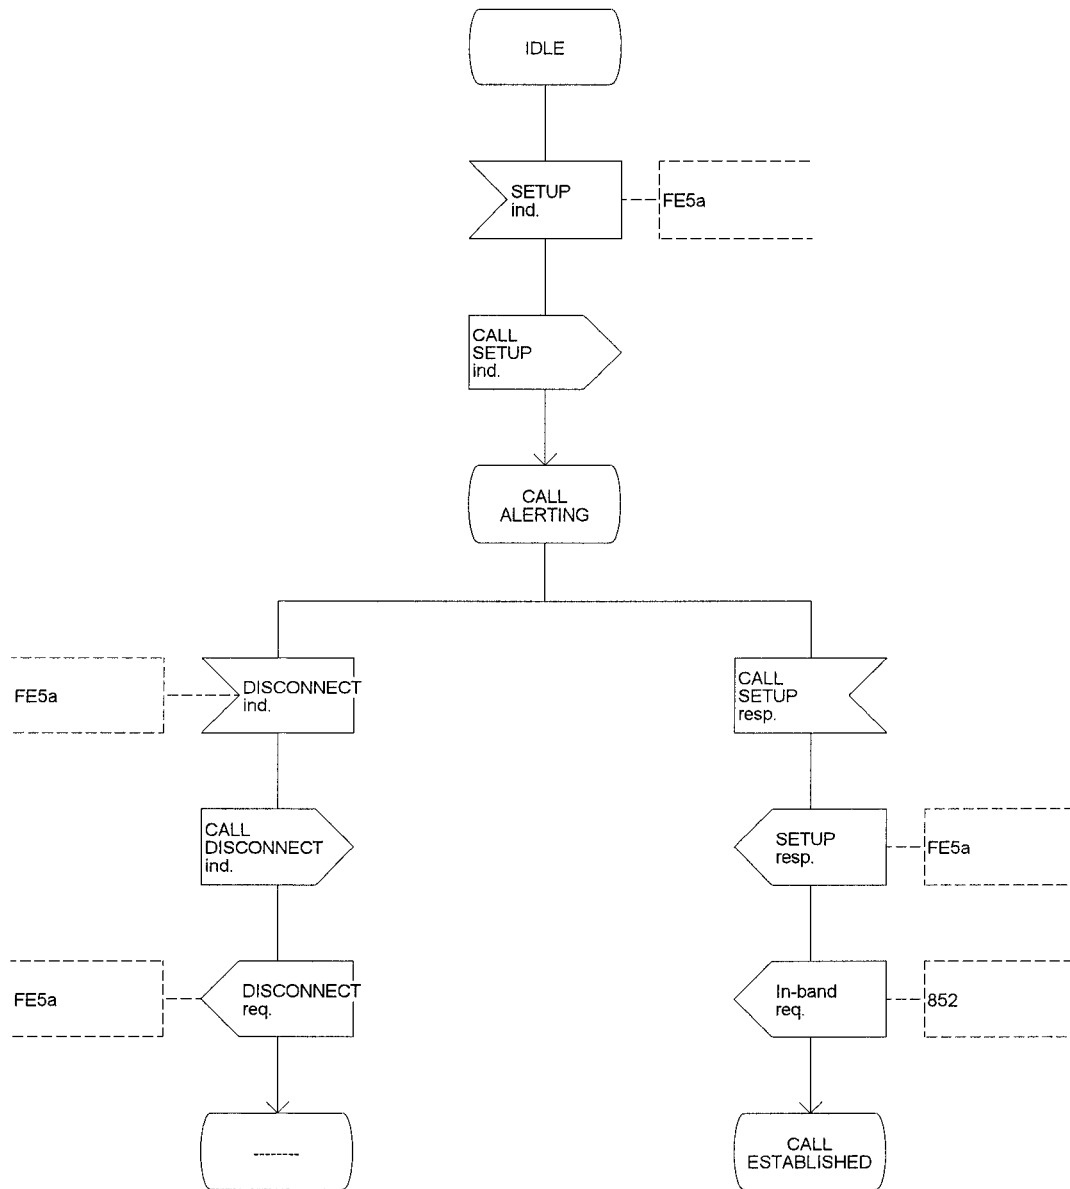 IDLE
SETUP
ind.
FE5a
CALL
SETUP
ind.
CALL
ALERTING
FE5a
DISCONNECT
ind.
CALL
SETUP
resp.
CALL
DISCONNECT
ind.
SETUP
resp.
FE5a
FE5a
DISCONNECT
req.
In-band
req.
852
--------
CALL
ESTABLISHED